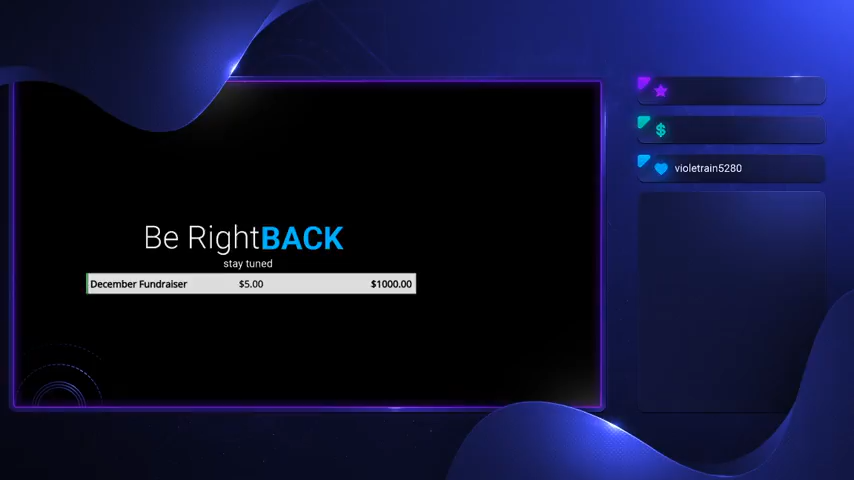 Be RightBACK
stay tuned
December Fundraiser $5.00 $1000.00
$
violetrain5280